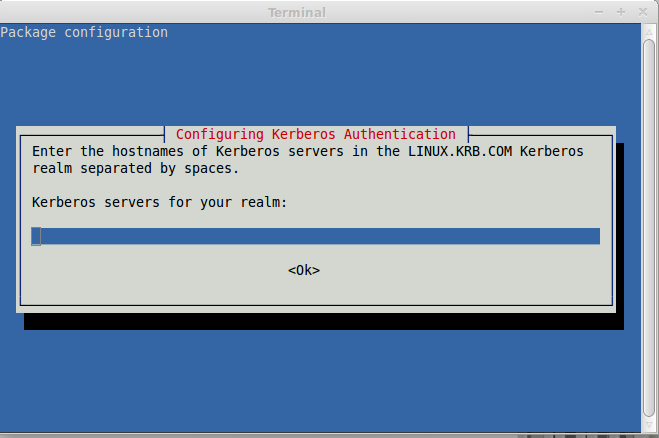 Terminal
Package configuration
Configuring Kerberos Authentication
Enter the hostnames of Kerberos servers in the LINUX.KRB.COM Kerberos
realm separated by spaces.
Kerberos servers for your realm:
<Ok>